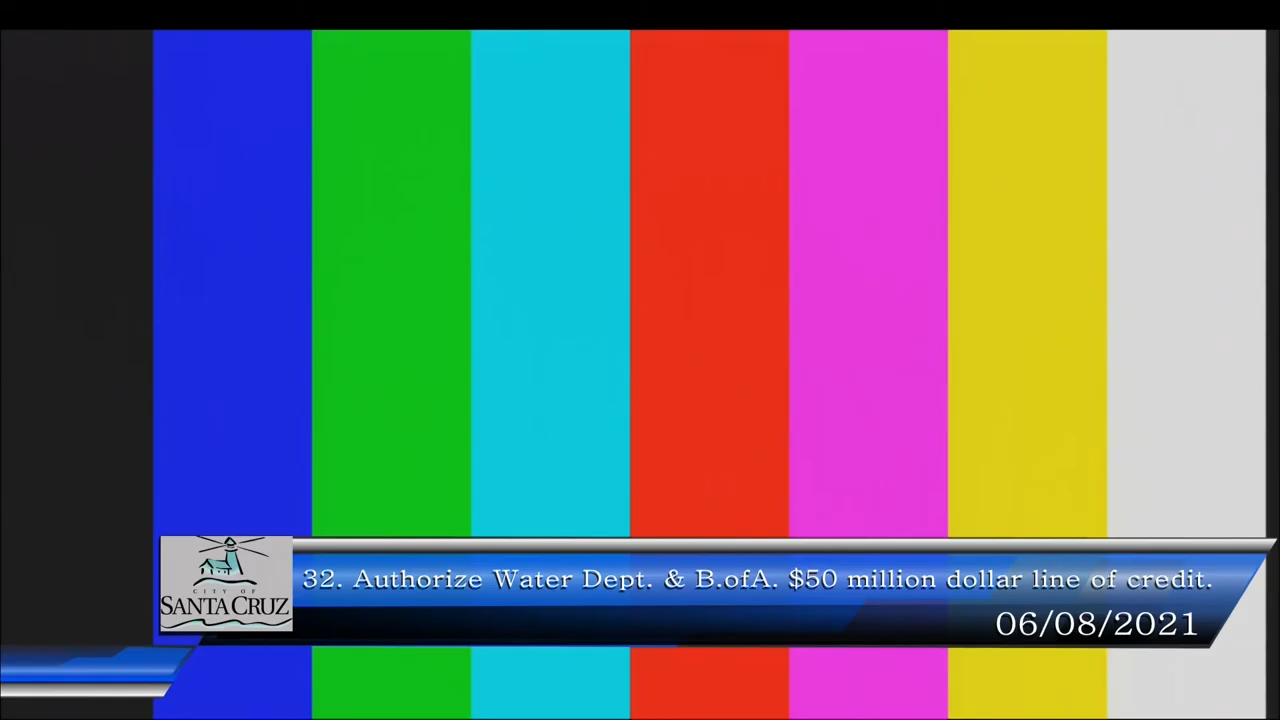 CITY OF
SANTA CRUZ
32. Authorize Water Dept. & B.ofA. $50 million dollar line of credit.
06/08/2021